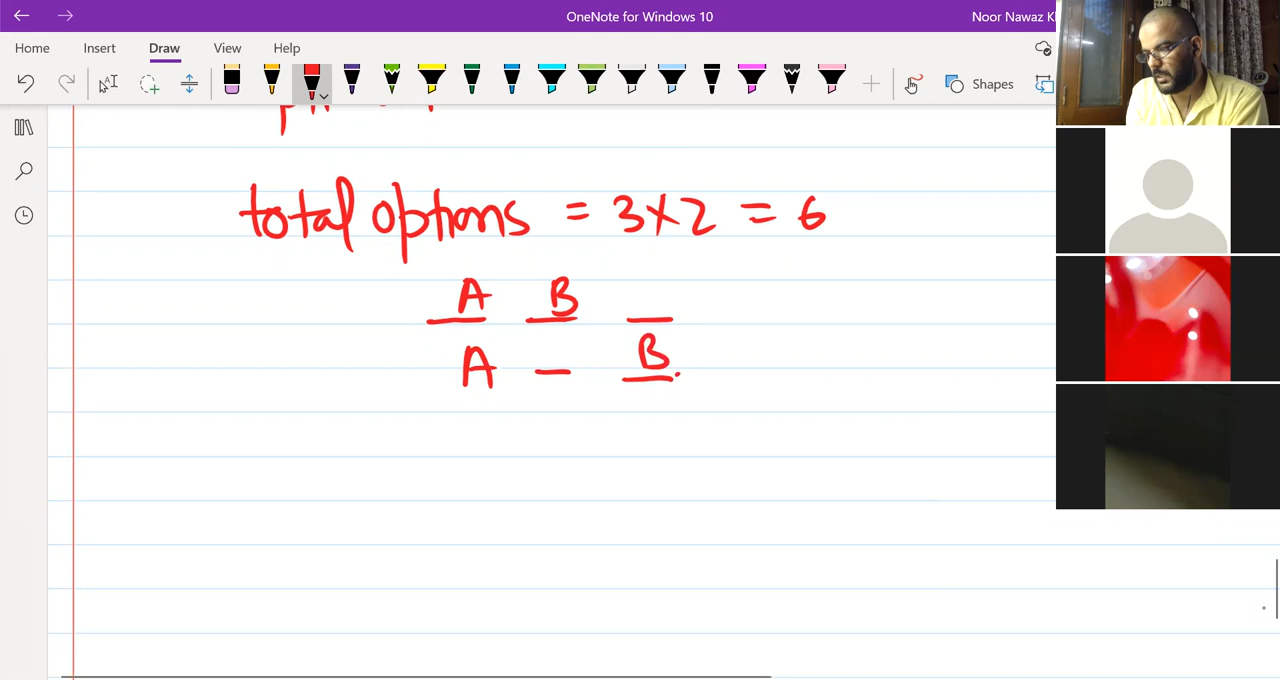 OneNote for Windows 10
Noor Nawaz
Home Insert Draw View Help
Shapes
total options = 3 x 2 = 6
A B _
A _ B